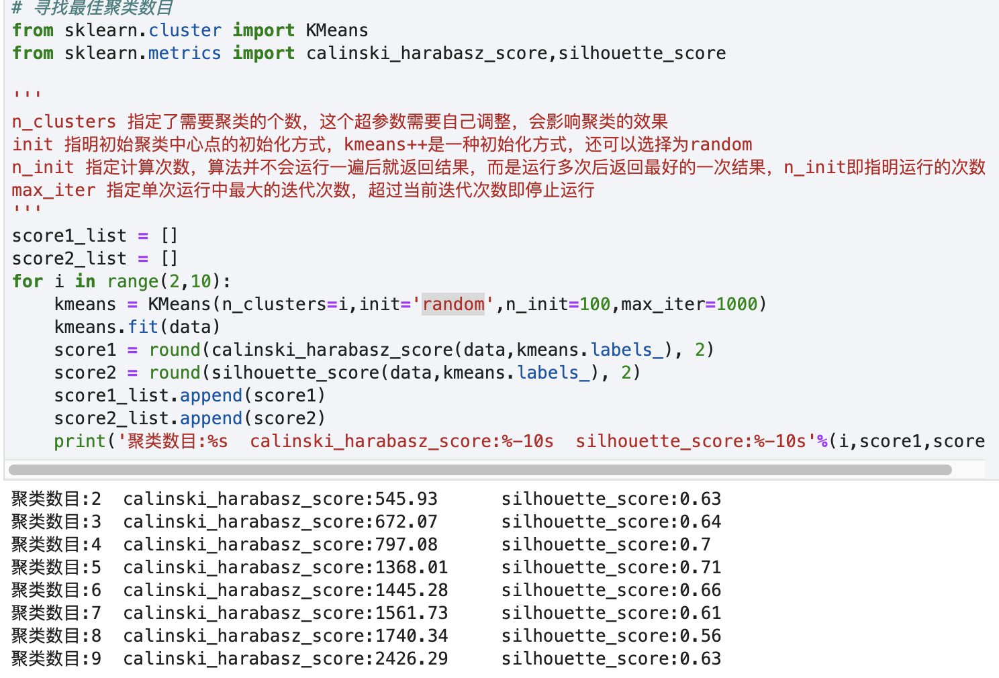 # 寻找最佳聚类数目
from sklearn.cluster import KMeans
from sklearn.metrics import calinski_harabasz_score,silhouette_score
'''
n_clusters 指定了需要聚类的个数，这个超参数需要自己调整，会影响聚类的效果
init 指明初始聚类中心点的初始化方式，kmeans++是一种初始化方式，还可以选择为random
n_init 指定计算次数，算法并不会运行一遍后就返回结果，而是运行多次后返回最好的一次结果，n_init即指明运行的次数
max_iter 指定单次运行中最大的迭代次数，超过当前迭代次数即停止运行
'''
score1_list = []
score2_list = []
for i in range(2,10):
    kmeans = KMeans(n_clusters=i,init='random',n_init=100,max_iter=1000)
    kmeans.fit(data)
    score1 = round(calinski_harabasz_score(data,kmeans.labels_), 2)
    score2 = round(silhouette_score(data,kmeans.labels_), 2)
    score1_list.append(score1)
    score2_list.append(score2)
    print('聚类数目:%s  calinski_harabasz_score:%-10s  silhouette_score:%-10s'%(i,score1,score
聚类数目:2  calinski_harabasz_score:545.93      silhouette_score:0.63
聚类数目:3  calinski_harabasz_score:672.07      silhouette_score:0.64
聚类数目:4  calinski_harabasz_score:797.08      silhouette_score:0.7
聚类数目:5  calinski_harabasz_score:1368.01     silhouette_score:0.71
聚类数目:6  calinski_harabasz_score:1445.28     silhouette_score:0.66
聚类数目:7  calinski_harabasz_score:1561.73     silhouette_score:0.61
聚类数目:8  calinski_harabasz_score:1740.34     silhouette_score:0.56
聚类数目:9  calinski_harabasz_score:2426.29     silhouette_score:0.63